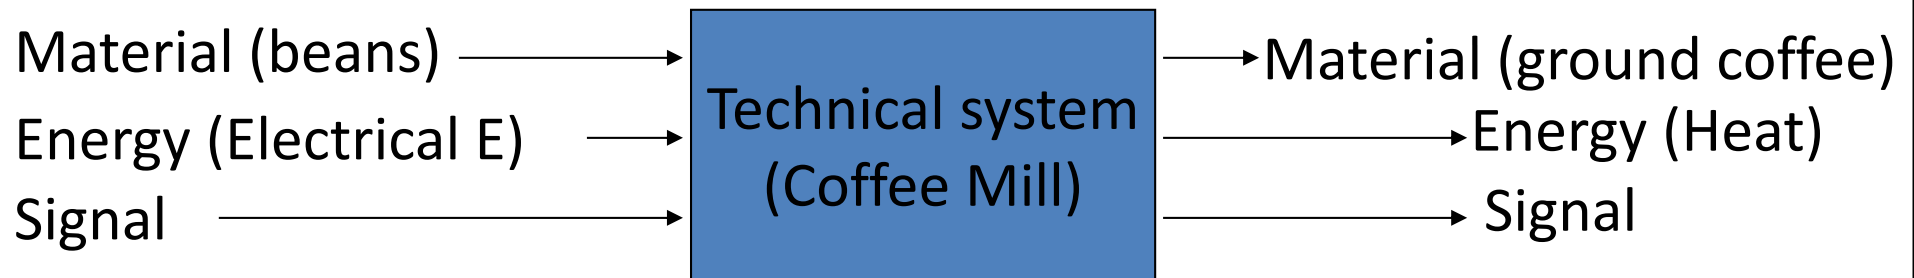 Material (beans)
Energy (Electrical E)
Signal
Technical system
(Coffee Mill)
Material (ground coffee)
Energy (Heat)
Signal